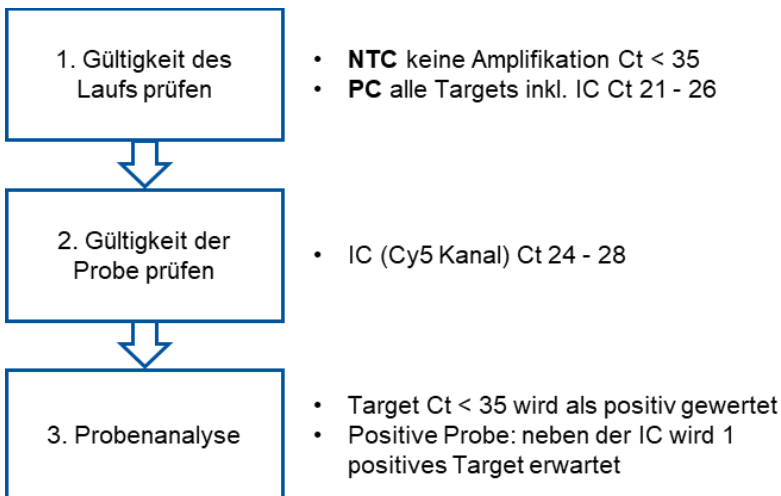 1. Gültigkeit des
Laufs prüfen
• NTC keine Amplifikation Ct < 35
• PC alle Targets inkl. IC Ct 21 - 26
2. Gültigkeit der
Probe prüfen
• IC (Cy5 Kanal) Ct 24 - 28
3. Probenanalyse
• Target Ct < 35 wird als positiv gewertet
• Positive Probe: neben der IC wird 1
positives Target erwartet